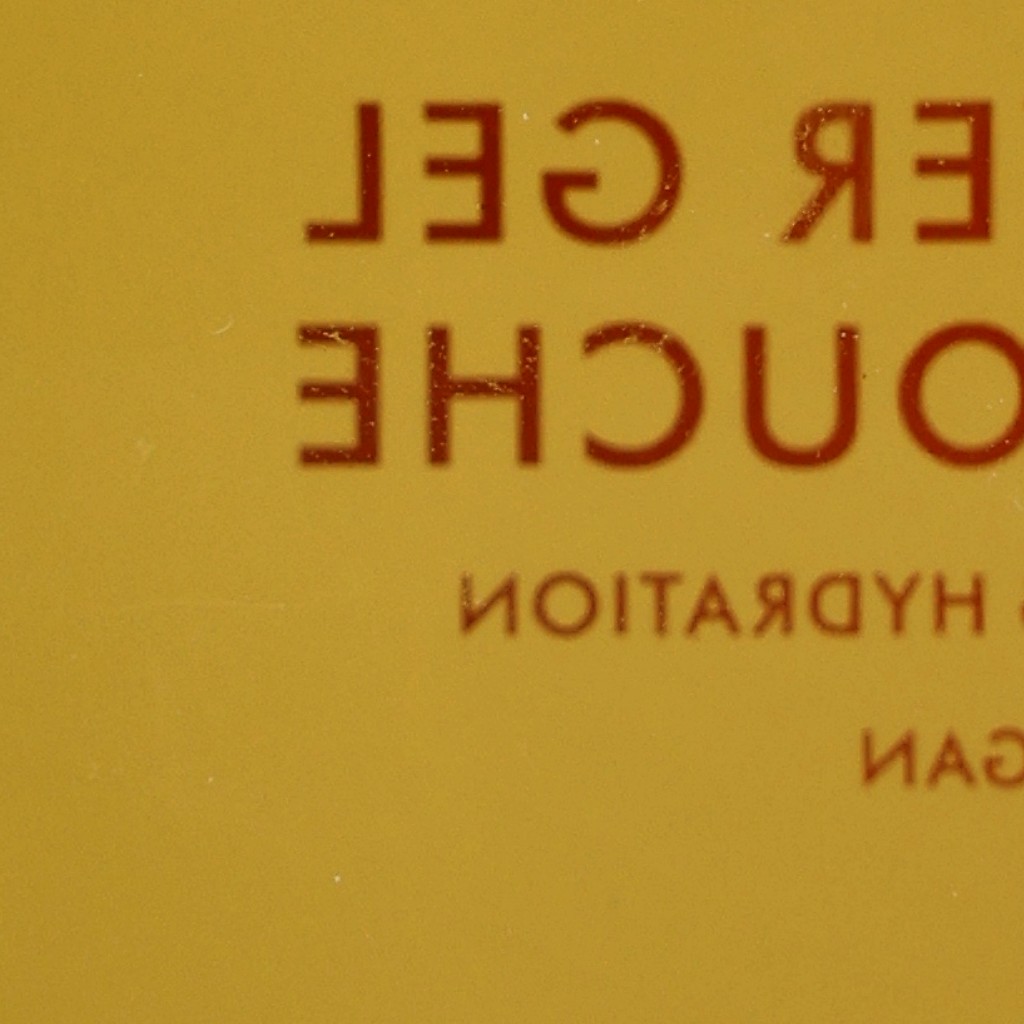 ER GEL
OUCHE
HYDRATION
GAN